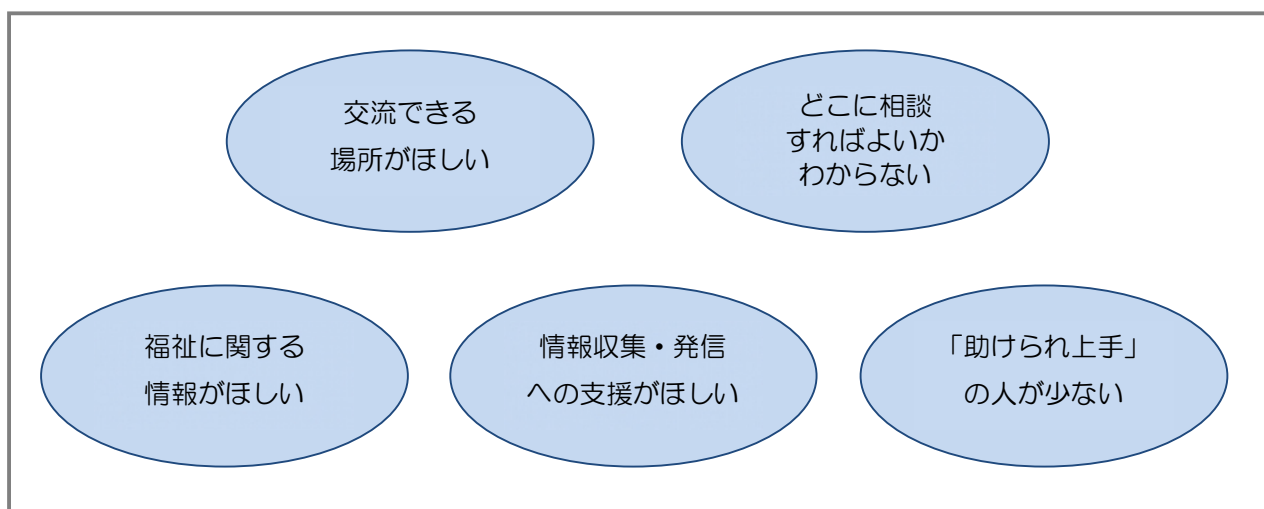 交流できる
場所がほしい
どこに相談
すればよいか
わからない
福祉に関する
情報がほしい
情報収集・発信
への支援がほしい
「助けられ上手」
の人が少ない